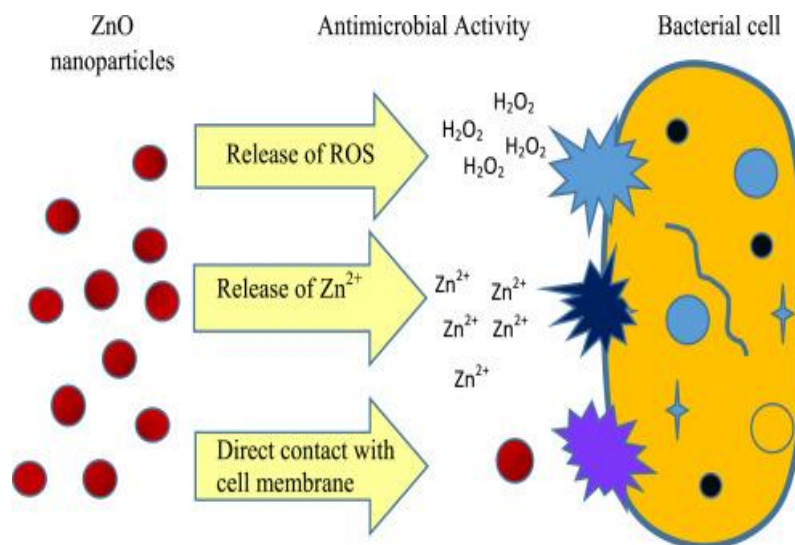 ZnO
nanoparticles
Antimicrobial Activity
Bacterial cell
Release of ROS
H₂O₂
H₂O₂
H₂O₂
H₂O₂
Release of Zn²⁺
Zn²⁺
Zn²⁺
Zn²⁺
Zn²⁺
Zn²⁺
Direct contact with
cell membrane